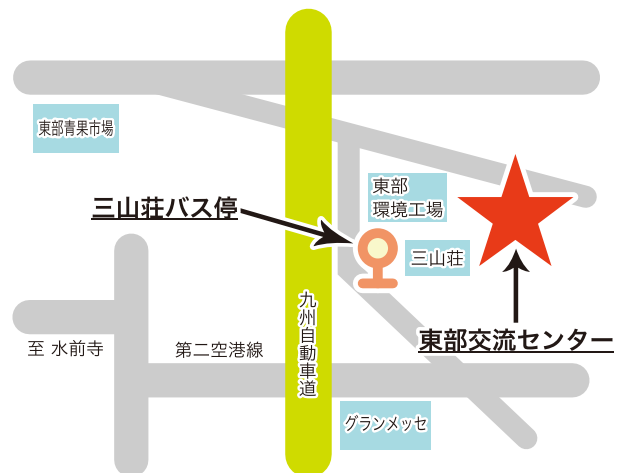 東部青果市場
東部
環境工場
三山荘バス停
三山荘
九州自動車道
東部交流センター
至 水前寺
第二空港線
グランメッセ